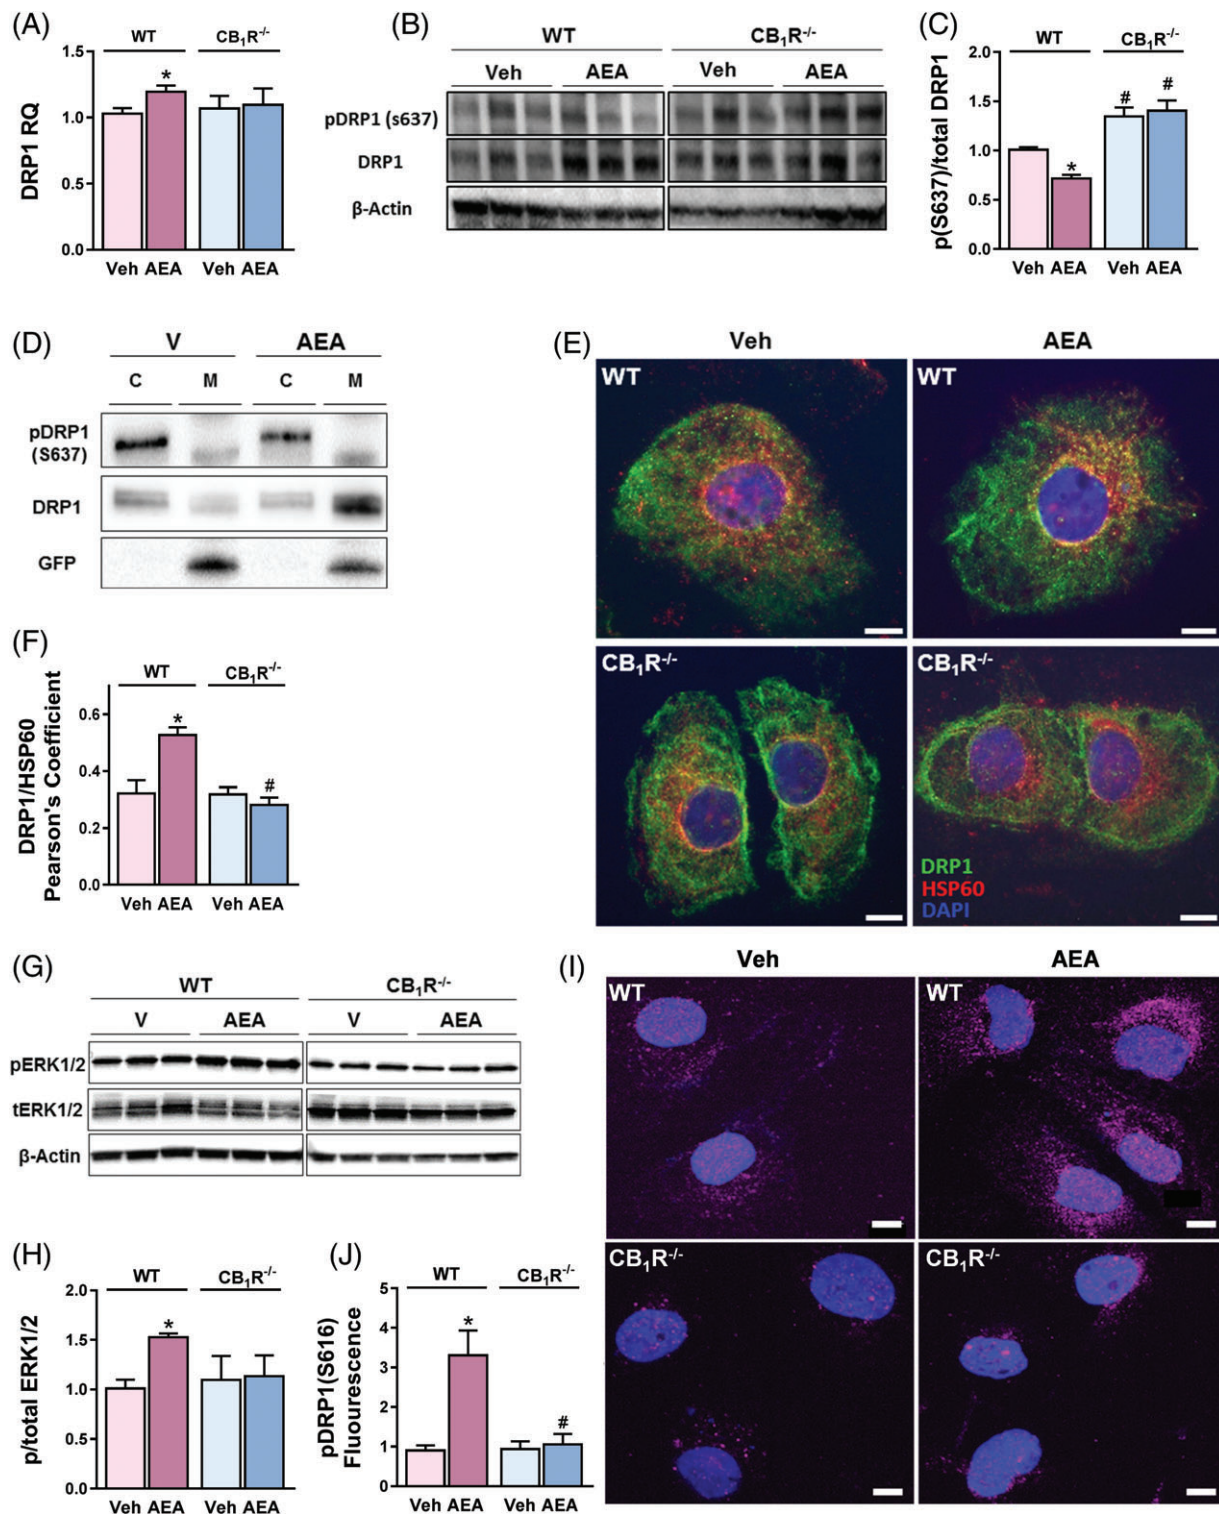 (A)
WT CB₁R⁻/⁻
DRP1 RQ
1.5
*
1.0
0.5
0.0
Veh AEA Veh AEA
(B)
WT CB₁R⁻/⁻
Veh AEA Veh AEA
pDRP1 (s637)
DRP1
β-Actin
(C)
WT CB₁R⁻/⁻
p(S637)/total DRP1
2.0
1.5
# #
1.0
*
0.5
0.0
Veh AEA Veh AEA
(D)
V AEA
C M C M
pDRP1
(S637)
DRP1
GFP
(E)
Veh AEA
WT WT
CB₁R⁻/⁻ CB₁R⁻/⁻
DRP1
HSP60
DAPI
(F)
WT CB₁R⁻/⁻
DRP1/HSP60
Pearson's Coefficient
0.6
*
0.4
#
0.2
0.0
Veh AEA Veh AEA
(G)
WT CB₁R⁻/⁻
V AEA V AEA
pERK1/2
tERK1/2
β-Actin
(H)
WT CB₁R⁻/⁻
p/total ERK1/2
2.0
*
1.5
1.0
0.5
0.0
Veh AEA Veh AEA
(I)
Veh AEA
WT WT
CB₁R⁻/⁻ CB₁R⁻/⁻
(J)
WT CB₁R⁻/⁻
pDRP1(S616)
Fluourescence
5
4
*
3
2
#
1
0
Veh AEA Veh AEA